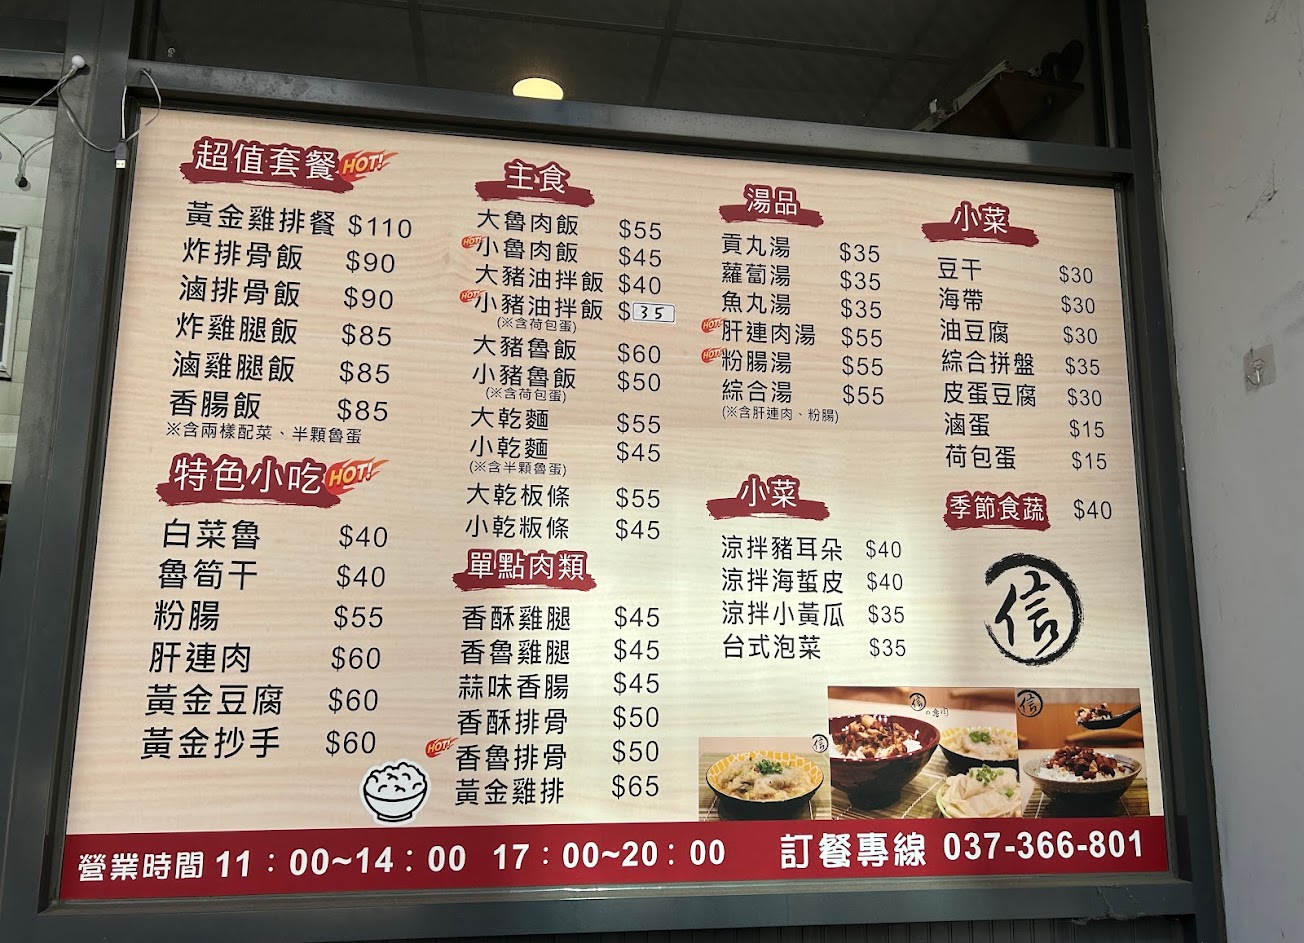 超值套餐 HOT!
黃金雞排餐 $110
炸排骨飯 $90
滷排骨飯 $90
炸雞腿飯 $85
滷雞腿飯 $85
香腸飯 $85
※含兩樣配菜、半顆魯蛋
特色小吃 HOT!
白菜魯 $40
魯筍干 $40
粉腸 $55
肝連肉 $60
黃金豆腐 $60
黃金抄手 $60
主食
大魯肉飯 $55
HOT! 小魯肉飯 $45
大豬油拌飯 $40
HOT! 小豬油拌飯 $35
(※含荷包蛋)
大豬魯飯 $60
小豬魯飯 $50
(※含荷包蛋)
大乾麵 $55
小乾麵 $45
(※含半顆魯蛋)
大乾板條 $55
小乾粄條 $45
單點肉類
香酥雞腿 $45
香魯雞腿 $45
蒜味香腸 $45
香酥排骨 $50
HOT! 香魯排骨 $50
黃金雞排 $65
湯品
貢丸湯 $35
蘿蔔湯 $35
魚丸湯 $35
HOT! 肝連肉湯 $55
HOT! 粉腸湯 $55
綜合湯 $55
(※含肝連肉、粉腸)
小菜
涼拌豬耳朵 $40
涼拌海蜇皮 $40
涼拌小黃瓜 $35
台式泡菜 $35
小菜
豆干 $30
海帶 $30
油豆腐 $30
綜合拼盤 $35
皮蛋豆腐 $30
滷蛋 $15
荷包蛋 $15
季節食蔬 $40
信
信
信
信
營業時間 11：00~14：00 17：00~20：00
訂餐專線 037-366-801